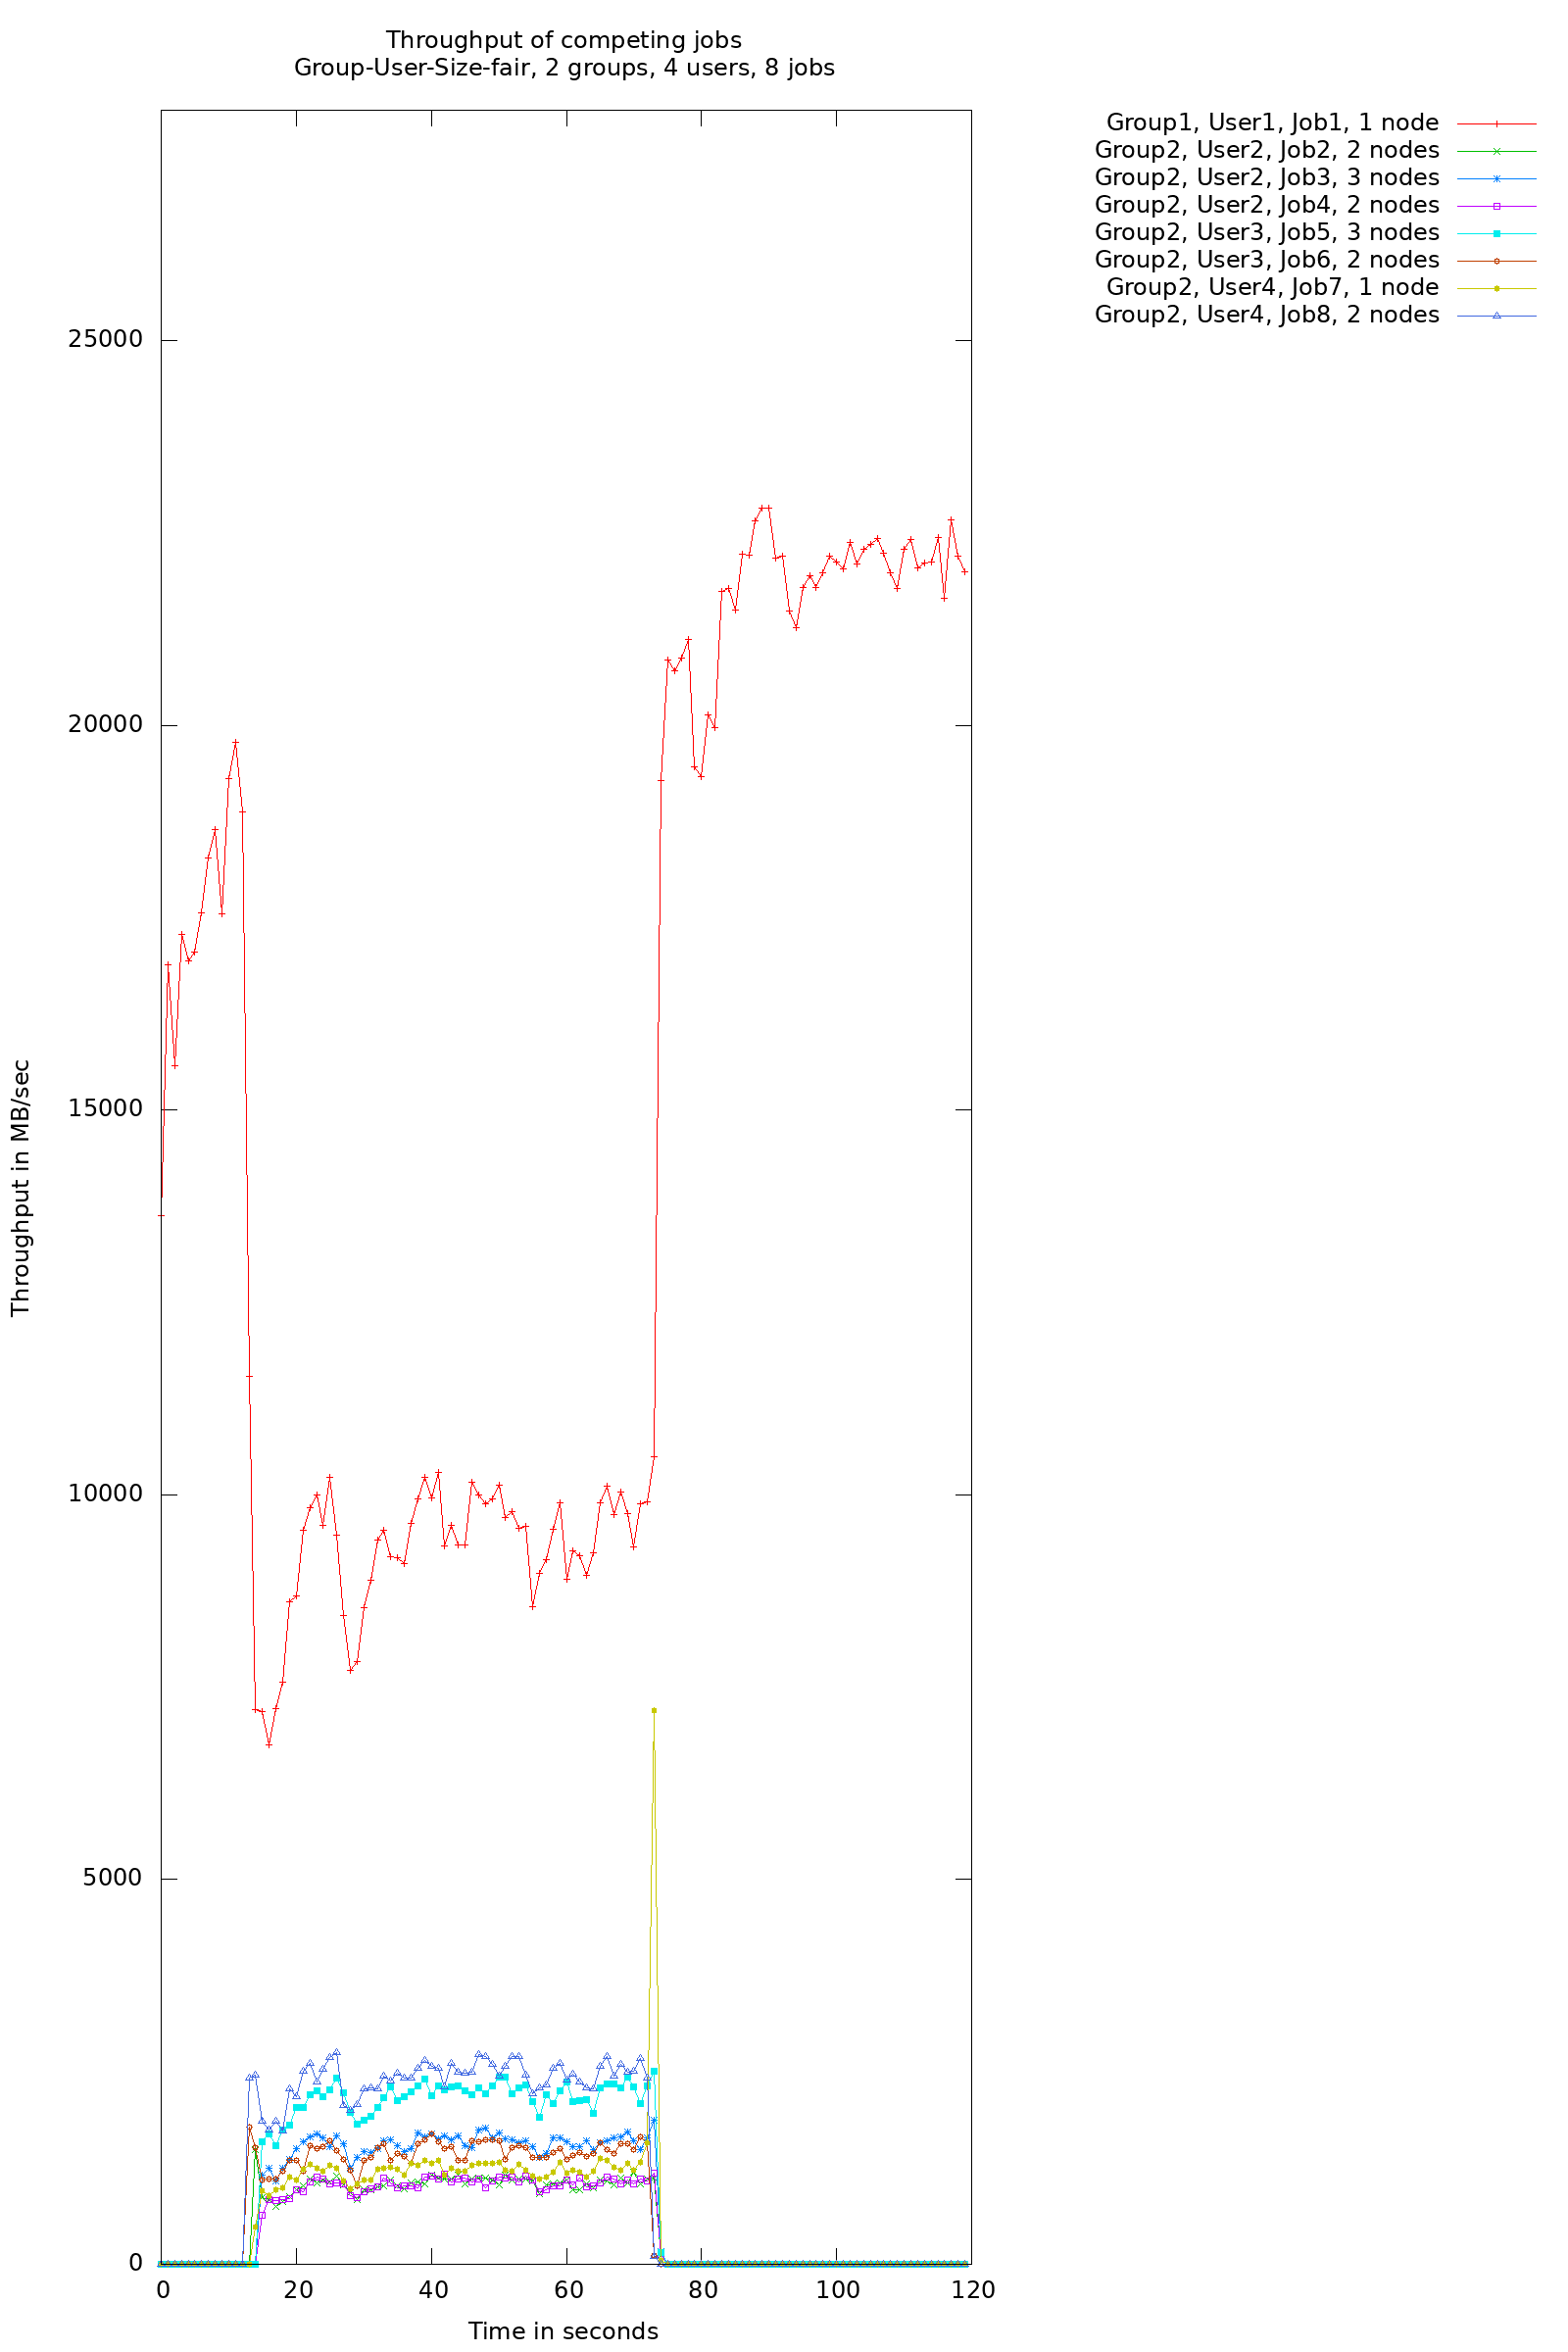 Throughput of competing jobs
Group-User-Size-fair, 2 groups, 4 users, 8 jobs
Group1, User1, Job1, 1 node
Group2, User2, Job2, 2 nodes
Group2, User2, Job3, 3 nodes
Group2, User2, Job4, 2 nodes
Group2, User3, Job5, 3 nodes
Group2, User3, Job6, 2 nodes
Group2, User4, Job7, 1 node
Group2, User4, Job8, 2 nodes
25000
20000
15000
10000
5000
0
Throughput in MB/sec
0 20 40 60 80 100 120
Time in seconds